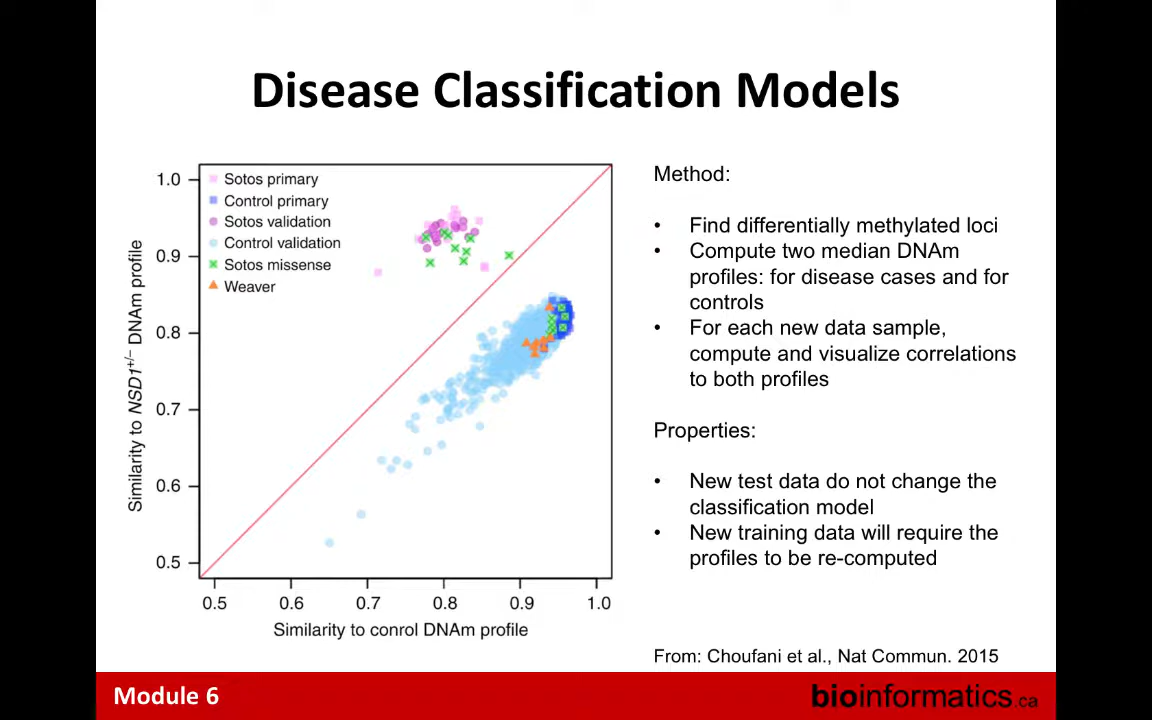 Disease Classification Models
1.0
0.9
0.8
0.7
0.6
0.5
Similarity to NSD1+/– DNAm profile
Sotos primary
Control primary
Sotos validation
Control validation
Sotos missense
Weaver
0.5 0.6 0.7 0.8 0.9 1.0
Similarity to conrol DNAm profile
Method:
• Find differentially methylated loci
• Compute two median DNAm
profiles: for disease cases and for
controls
• For each new data sample,
compute and visualize correlations
to both profiles
Properties:
• New test data do not change the
classification model
• New training data will require the
profiles to be re-computed
From: Choufani et al., Nat Commun. 2015
Module 6
bioinformatics.ca